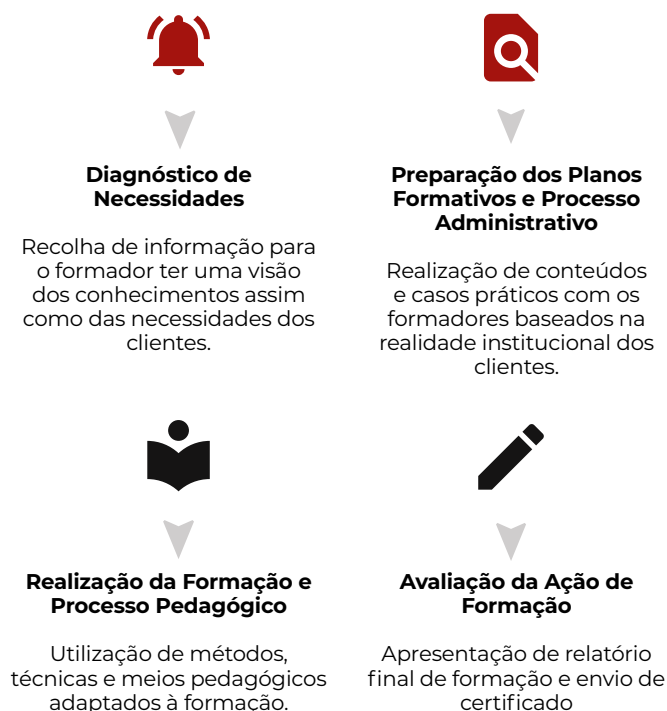 Diagnóstico de
Necessidades
Recolha de informação para
o formador ter uma visão
dos conhecimentos assim
como das necessidades dos
clientes.
Preparação dos Planos
Formativos e Processo
Administrativo
Realização de conteúdos
e casos práticos com os
formadores baseados na
realidade institucional dos
clientes.
Realização da Formação e
Processo Pedagógico
Utilização de métodos,
técnicas e meios pedagógicos
adaptados à formação.
Avaliação da Ação de
Formação
Apresentação de relatório
final de formação e envio de
certificado